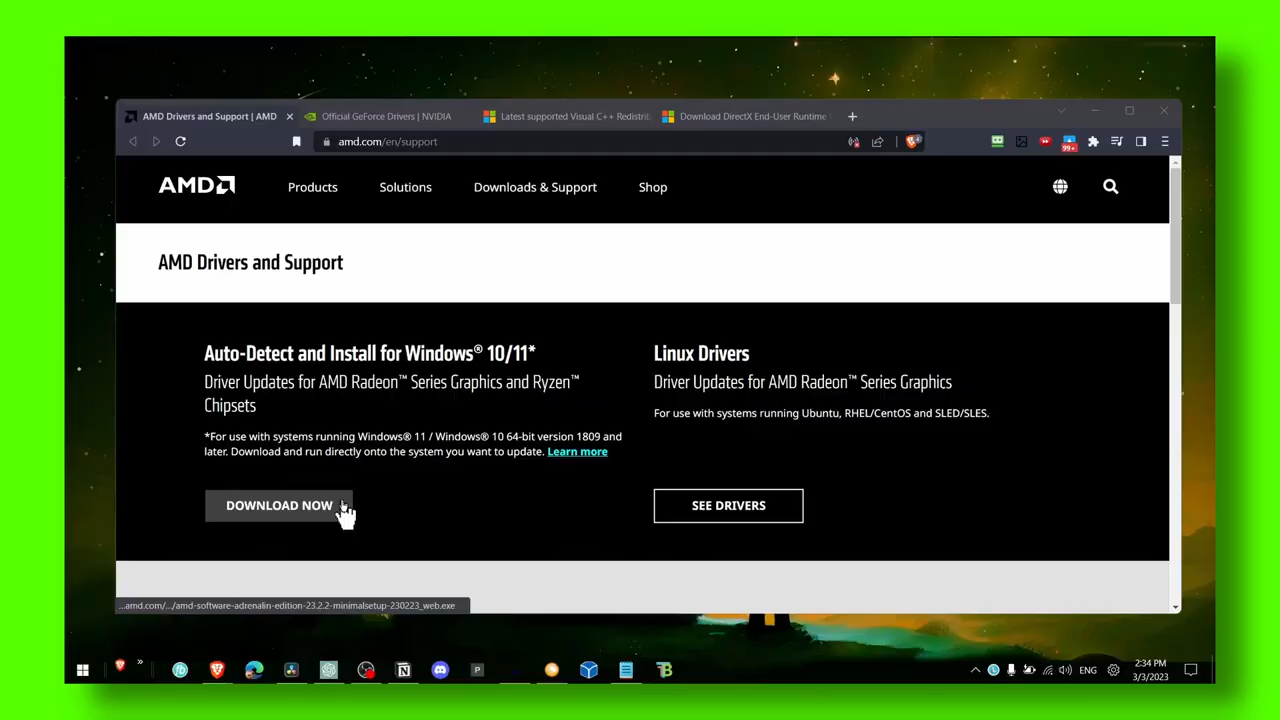 AMD Drivers and Support | AMD
Official GeForce Drivers | NVIDIA
Latest supported Visual C++ Redistrib
Download DirectX End-User Runtime
amd.com/en/support
99+
AMD
Products
Solutions
Downloads & Support
Shop
AMD Drivers and Support
Auto-Detect and Install for Windows® 10/11*
Driver Updates for AMD Radeon™ Series Graphics and Ryzen™
Chipsets
*For use with systems running Windows® 11 / Windows® 10 64-bit version 1809 and
later. Download and run directly onto the system you want to update. Learn more
DOWNLOAD NOW
Linux Drivers
Driver Updates for AMD Radeon™ Series Graphics
For use with systems running Ubuntu, RHEL/CentOS and SLED/SLES.
SEE DRIVERS
...amd.com/.../amd-software-adrenalin-edition-23.2.2-minimalsetup-230223_web.exe
ENG
2:34 PM
3/3/2023